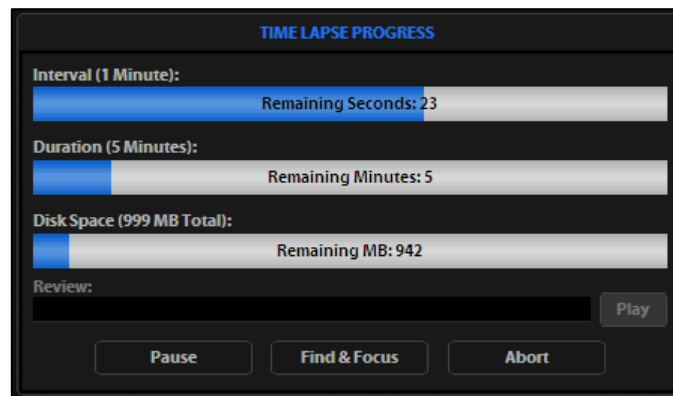 TIME LAPSE PROGRESS
Interval (1 Minute):
Remaining Seconds: 23
Duration (5 Minutes):
Remaining Minutes: 5
Disk Space (999 MB Total):
Remaining MB: 942
Review:
Play
Pause Find & Focus Abort